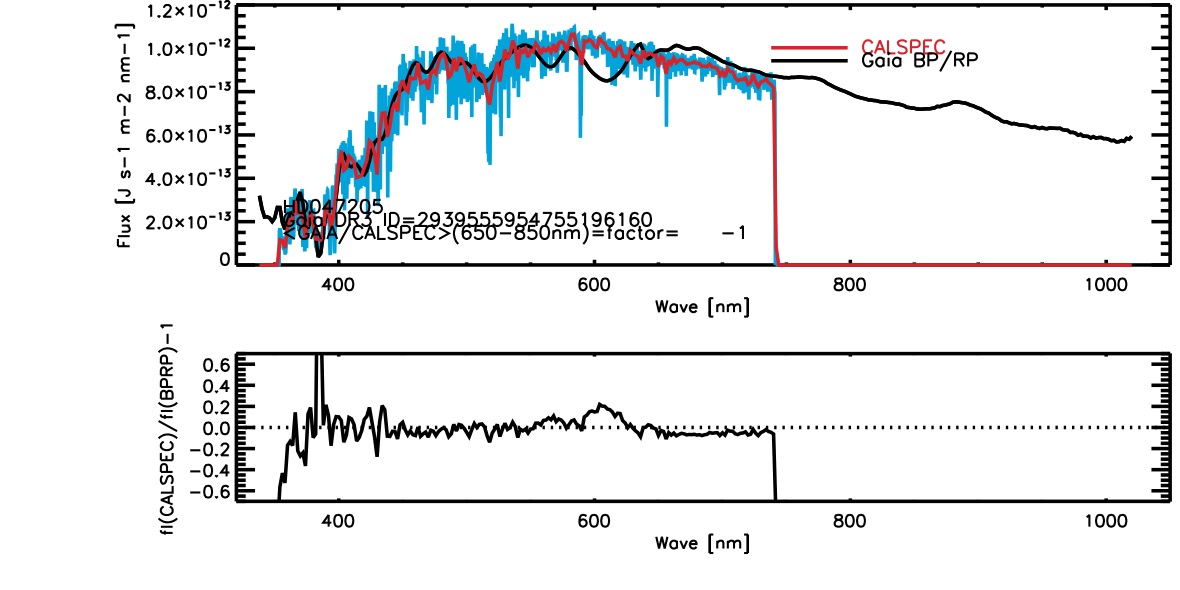 1.2×10−12
1.0×10−12
8.0×10−13
6.0×10−13
4.0×10−13
2.0×10−13
0
Flux [J s−1 m−2 nm−1]
CALSPEC
Gaia BP/RP
HD047205
Gaia DR3 ID=2939555954755196160
<GAIA/CALSPEC>(650−850nm)=factor= −1
400 600 800 1000
Wave [nm]
0.6
0.4
0.2
0.0
−0.2
−0.4
−0.6
fl(CALSPEC)/fl(BPRP)−1
400 600 800 1000
Wave [nm]